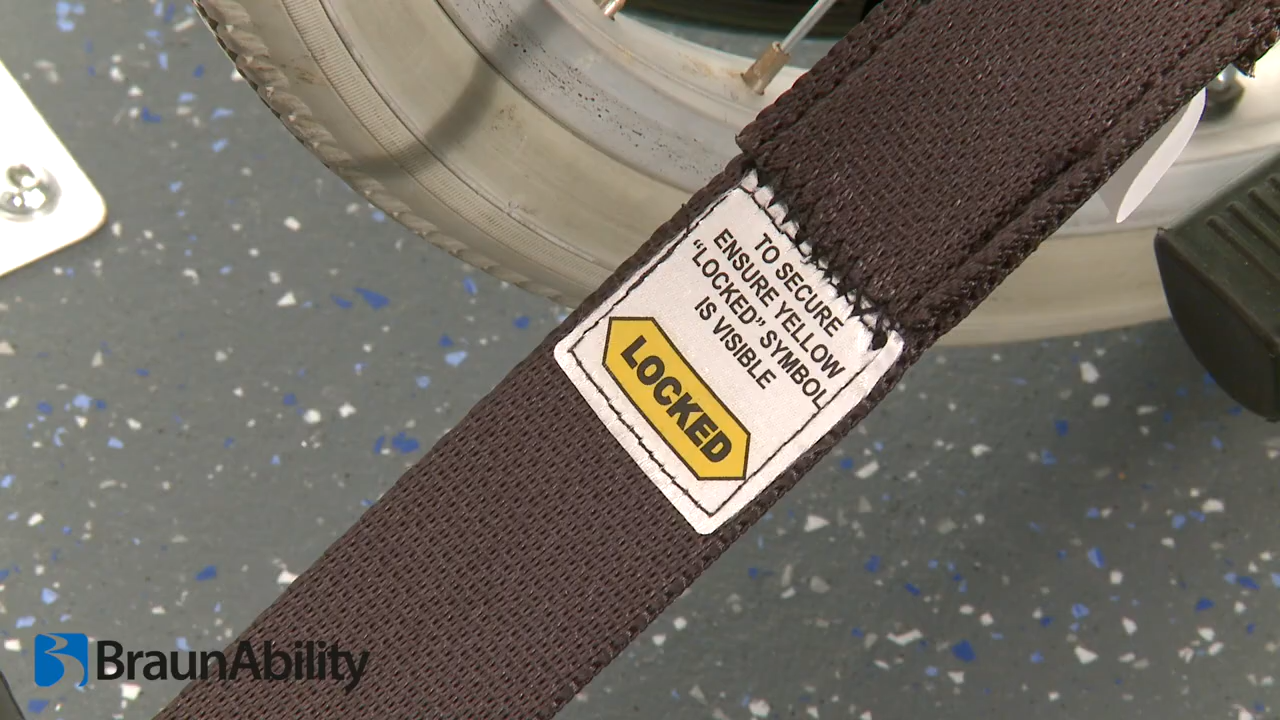 TO SECURE
ENSURE YELLOW
“LOCKED” SYMBOL
IS VISIBLE
LOCKED
BraunAbility